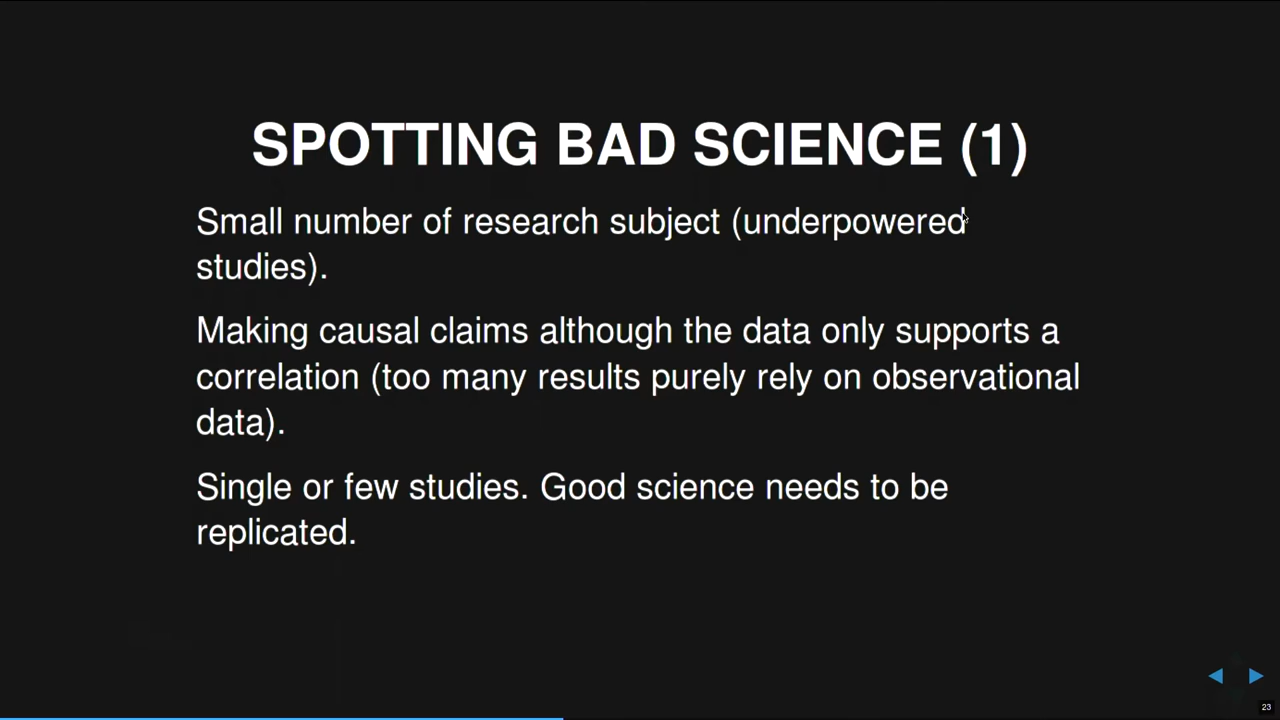 SPOTTING BAD SCIENCE (1)
Small number of research subject (underpowered
studies).
Making causal claims although the data only supports a
correlation (too many results purely rely on observational
data).
Single or few studies. Good science needs to be
replicated.
23